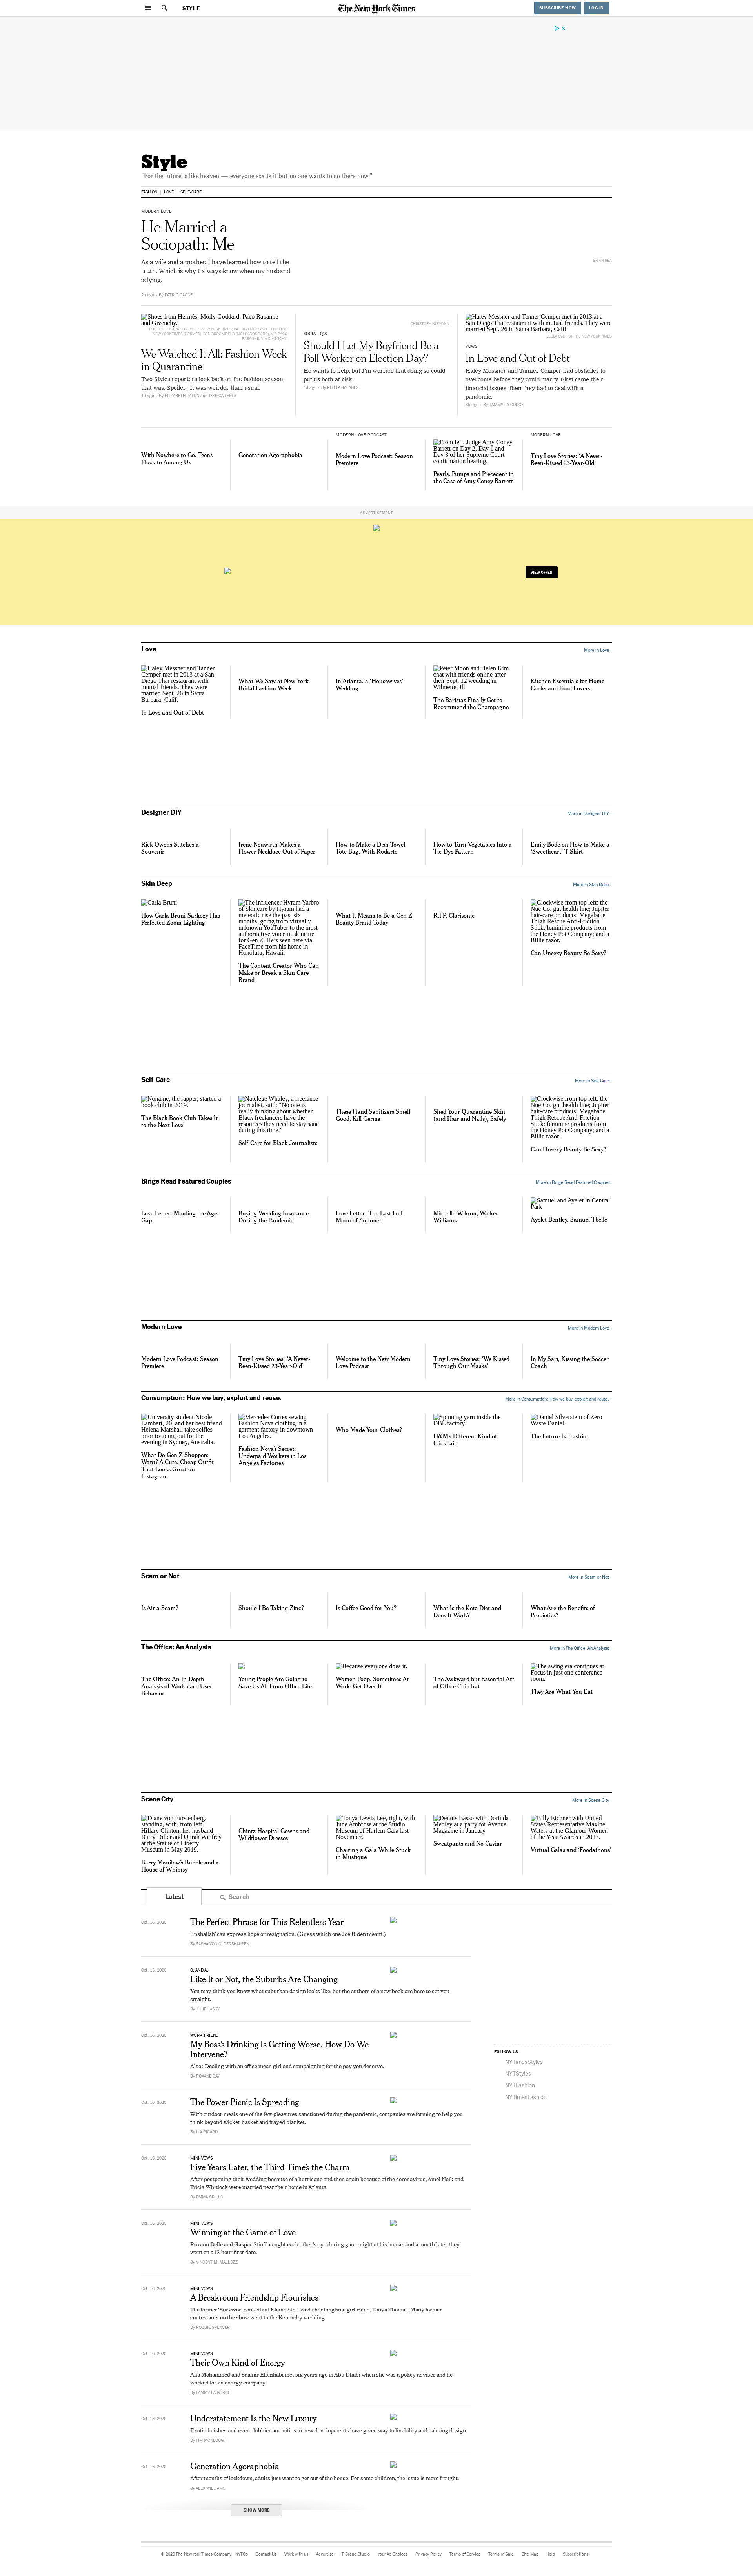 STYLE
The New York Times
SUBSCRIBE NOW
LOG IN
Style
"For the future is like heaven — everyone exalts it but no one wants to go there now."
FASHION
LOVE
SELF-CARE
MODERN LOVE
He Married a
Sociopath: Me
As a wife and a mother, I have learned how to tell the
truth. Which is why I always know when my husband
is lying.
By PATRIC GAGNE
BRIAN REA
Shoes from Hermès, Molly Goddard, Paco Rabanne
and Givenchy.
We Watched It All: Fashion Week
in Quarantine
Two Styles reporters look back on the fashion season
that was. Spoiler: It was weirder than usual.
By ELIZABETH PATON and JESSICA TESTA
SOCIAL Q'S
Should I Let My Boyfriend Be a
Poll Worker on Election Day?
He wants to help, but I'm worried that doing so could
put us both at risk.
By PHILIP GALANES
Haley Messner and Tanner Cemper met in 2013 at a
San Diego Thai restaurant with mutual friends. They were
married Sept. 26 in Santa Barbara, Calif.
VOWS
In Love and Out of Debt
Haley Messner and Tanner Cemper had obstacles to
overcome before they could marry. First came their
financial issues, then they had to deal with a
pandemic.
By TAMMY LA GORCE
With Nowhere to Go, Teens
Flock to Among Us
Generation Agoraphobia
MODERN LOVE PODCAST
Modern Love Podcast: Season
Premiere
From left, Judge Amy Coney
Barrett on Day 2, Day 1 and
Day 3 of her Supreme Court
confirmation hearing.
Pearls, Pumps and Precedent in
the Case of Amy Coney Barrett
MODERN LOVE
Tiny Love Stories: 'A Never-
Been-Kissed 23-Year-Old'
ADVERTISEMENT
VIEW OFFER
Love
More in Love ›
Haley Messner and Tanner
Cemper met in 2013 at a San
Diego Thai restaurant with
mutual friends. They were
married Sept. 26 in Santa
Barbara, Calif.
In Love and Out of Debt
What We Saw at New York
Bridal Fashion Week
In Atlanta, a 'Housewives'
Wedding
Peter Moon and Helen Kim
chat with friends online after
their Sept. 12 wedding in
Wilmette, Ill.
The Baristas Finally Get to
Recommend the Champagne
Kitchen Essentials for Home
Cooks and Food Lovers
Designer DIY
More in Designer DIY ›
Rick Owens Stitches a
Souvenir
Irene Neuwirth Makes a
Flower Necklace Out of Paper
How to Make a Dish Towel
Tote Bag, With Rodarte
How to Turn Vegetables Into a
Tie-Dye Pattern
Emily Bode on How to Make a
'Sweetheart' T-Shirt
Skin Deep
More in Skin Deep ›
Carla Bruni
How Carla Bruni-Sarkozy Has
Perfected Zoom Lighting
The influencer Hyram Yarbro
of Skincare by Hyram had a
meteoric rise the past six
months, going from virtually
unknown YouTuber to the most
authoritative voice in skincare
for Gen Z. He's seen here via
FaceTime from his home in
Honolulu, Hawaii.
The Content Creator Who Can
Make or Break a Skin Care
Brand
What It Means to Be a Gen Z
Beauty Brand Today
R.I.P. Clarisonic
Clockwise from top left: the
Nue Co. gut health line; Jupiter
hair-care products; Megababe
Thigh Rescue Anti-Friction
Stick; feminine products from
the Honey Pot Company; and a
Billie razor.
Can Unsexy Beauty Be Sexy?
Self-Care
More in Self-Care ›
Noname, the rapper, started a
book club in 2019.
The Black Book Club Takes It
to the Next Level
Natelegé Whaley, a freelance
journalist, said: "No one is
really thinking about whether
Black freelancers have the
resources they need to stay sane
during this time."
Self-Care for Black Journalists
These Hand Sanitizers Smell
Good, Kill Germs
Shed Your Quarantine Skin
(and Hair and Nails), Safely
Clockwise from top left: the
Nue Co. gut health line; Jupiter
hair-care products; Megababe
Thigh Rescue Anti-Friction
Stick; feminine products from
the Honey Pot Company; and a
Billie razor.
Can Unsexy Beauty Be Sexy?
Binge Read Featured Couples
More in Binge Read Featured Couples ›
Love Letter: Minding the Age
Gap
Buying Wedding Insurance
During the Pandemic
Love Letter: The Last Full
Moon of Summer
Michelle Wikum, Walker
Williams
Samuel and Ayelet in Central
Park
Ayelet Bentley, Samuel Tbeile
Modern Love
More in Modern Love ›
Modern Love Podcast: Season
Premiere
Tiny Love Stories: 'A Never-
Been-Kissed 23-Year-Old'
Welcome to the New Modern
Love Podcast
Tiny Love Stories: 'We Kissed
Through Our Masks'
In My Sari, Kissing the Soccer
Coach
Consumption: How we buy, exploit and reuse.
More in Consumption: How we buy, exploit and reuse. ›
University student Nicole
Lambert, 20, and her best friend
Helena Marshall take selfies
prior to going out for the
evening in Sydney, Australia.
What Do Gen Z Shoppers
Want? A Cute, Cheap Outfit
That Looks Great on
Instagram
Mercedes Cortes sewing
Fashion Nova clothing in a
garment factory in downtown
Los Angeles.
Fashion Nova's Secret:
Underpaid Workers in Los
Angeles Factories
Who Made Your Clothes?
Spinning yarn inside the
DBL factory.
H&M's Different Kind of
Clickbait
Daniel Silverstein of Zero
Waste Daniel.
The Future Is Trashion
Scam or Not
More in Scam or Not ›
Is Air a Scam?
Should I Be Taking Zinc?
Is Coffee Good for You?
What Is the Keto Diet and
Does It Work?
What Are the Benefits of
Probiotics?
The Office: An Analysis
More in The Office: An Analysis ›
The Office: An In-Depth
Analysis of Workplace User
Behavior
Young People Are Going to
Save Us All From Office Life
Because everyone does it.
Women Poop. Sometimes At
Work. Get Over It.
The Awkward but Essential Art
of Office Chitchat
The swing era continues at
Focus in just one conference
room.
They Are What You Eat
Scene City
More in Scene City ›
Diane von Furstenberg,
standing, with, from left,
Hillary Clinton, her husband
Barry Diller and Oprah Winfrey
at the Statue of Liberty
Museum in May 2019.
Barry Manilow's Bubble and a
House of Whimsy
Chintz Hospital Gowns and
Wildflower Dresses
Tonya Lewis Lee, right, with
June Ambrose at the Studio
Museum of Harlem Gala last
November.
Chairing a Gala While Stuck
in Mustique
Dennis Basso with Dorinda
Medley at a party for Avenue
Magazine in January.
Sweatpants and No Caviar
Billy Eichner with United
States Representative Maxine
Waters at the Glamour Women
of the Year Awards in 2017.
Virtual Galas and 'Foodathons'
Latest
Search
The Perfect Phrase for This Relentless Year
'Inshallah' can express hope or resignation. (Guess which one Joe Biden meant.)
Q. AND A.
Like It or Not, the Suburbs Are Changing
You may think you know what suburban design looks like, but the authors of a new book are here to set you
straight.
By JULIE LASKY
WORK FRIEND
My Boss's Drinking Is Getting Worse. How Do We
Intervene?
Also: Dealing with an office mean girl and campaigning for the pay you deserve.
By ROXANE GAY
The Power Picnic Is Spreading
With outdoor meals one of the few pleasures sanctioned during the pandemic, companies are forming to help you
think beyond wicker basket and frayed blanket.
By LIA PICARD
MINI-VOWS
Five Years Later, the Third Time's the Charm
After postponing their wedding because of a hurricane and then again because of the coronavirus, Amol Naik and
Tricia Whitlock were married near their home in Atlanta.
By EMMA GRILLO
MINI-VOWS
Winning at the Game of Love
Roxann Belle and Gaspar Stinfil caught each other's eye during game night at his house, and a month later they
went on a 12-hour first date.
By VINCENT M. MALLOZZI
MINI-VOWS
A Breakroom Friendship Flourishes
The former 'Survivor' contestant Elaine Stott weds her longtime girlfriend, Tonya Thomas. Many former
contestants on the show went to the Kentucky wedding.
By ROBBIE SPENCER
MINI-VOWS
Their Own Kind of Energy
Alia Mohammed and Saamir Elshihabi met six years ago in Abu Dhabi when she was a policy adviser and he
worked for an energy company.
By TAMMY LA GORCE
Understatement Is the New Luxury
Exotic finishes and ever-clubbier amenities in new developments have given way to livability and calming design.
By TIM McKEOUGH
Generation Agoraphobia
After months of lockdown, adults just want to get out of the house. For some children, the issue is more fraught.
By ALEX WILLIAMS
SHOW MORE
FOLLOW US
NYTimesStyles
NYTStyles
NYTFashion
NYTimesFashion
© 2020 The New York Times Company
NYTCo
Contact Us
Work with us
Advertise
T Brand Studio
Your Ad Choices
Privacy Policy
Terms of Service
Terms of Sale
Site Map
Help
Subscriptions